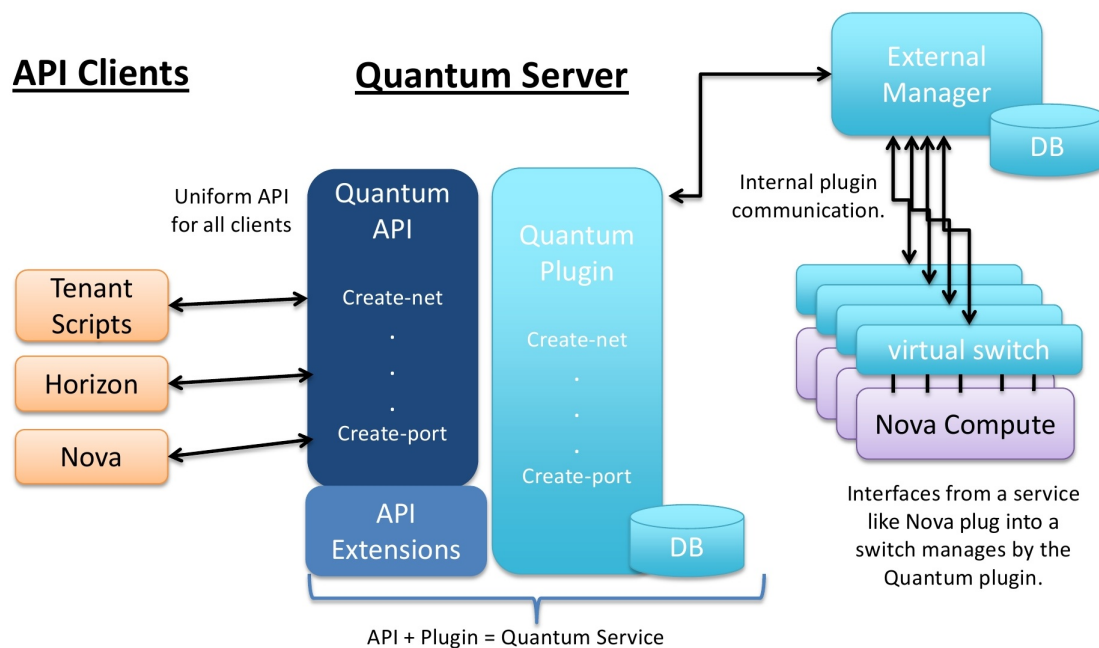 API Clients
Quantum Server
External
Manager
DB
Uniform API
for all clients
Quantum
API
Create-net
.
.
.
Create-port
API
Extensions
Quantum
Plugin
Create-net
.
.
.
Create-port
DB
Internal plugin
communication.
Tenant
Scripts
Horizon
Nova
virtual switch
Nova Compute
Interfaces from a service
like Nova plug into a
switch manages by the
Quantum plugin.
API + Plugin = Quantum Service